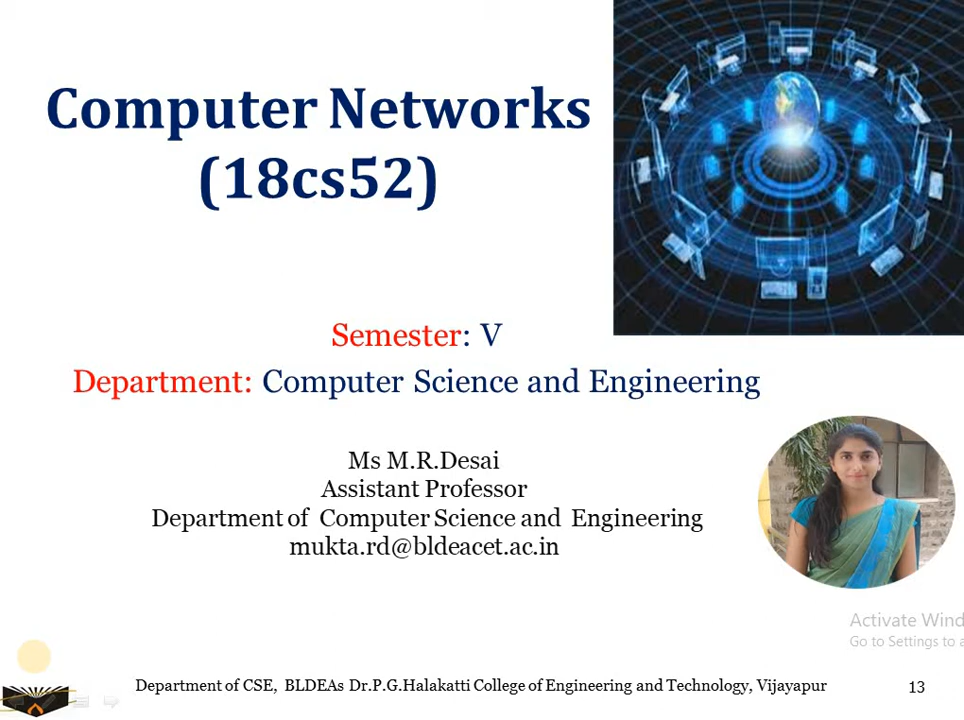 Computer Networks
(18cs52)
Semester: V
Department: Computer Science and Engineering
Ms M.R.Desai
Assistant Professor
Department of Computer Science and Engineering
mukta.rd@bldeacet.ac.in
Activate Wind
Go to Settings to a
Department of CSE, BLDEAs Dr.P.G.Halakatti College of Engineering and Technology, Vijayapur
13